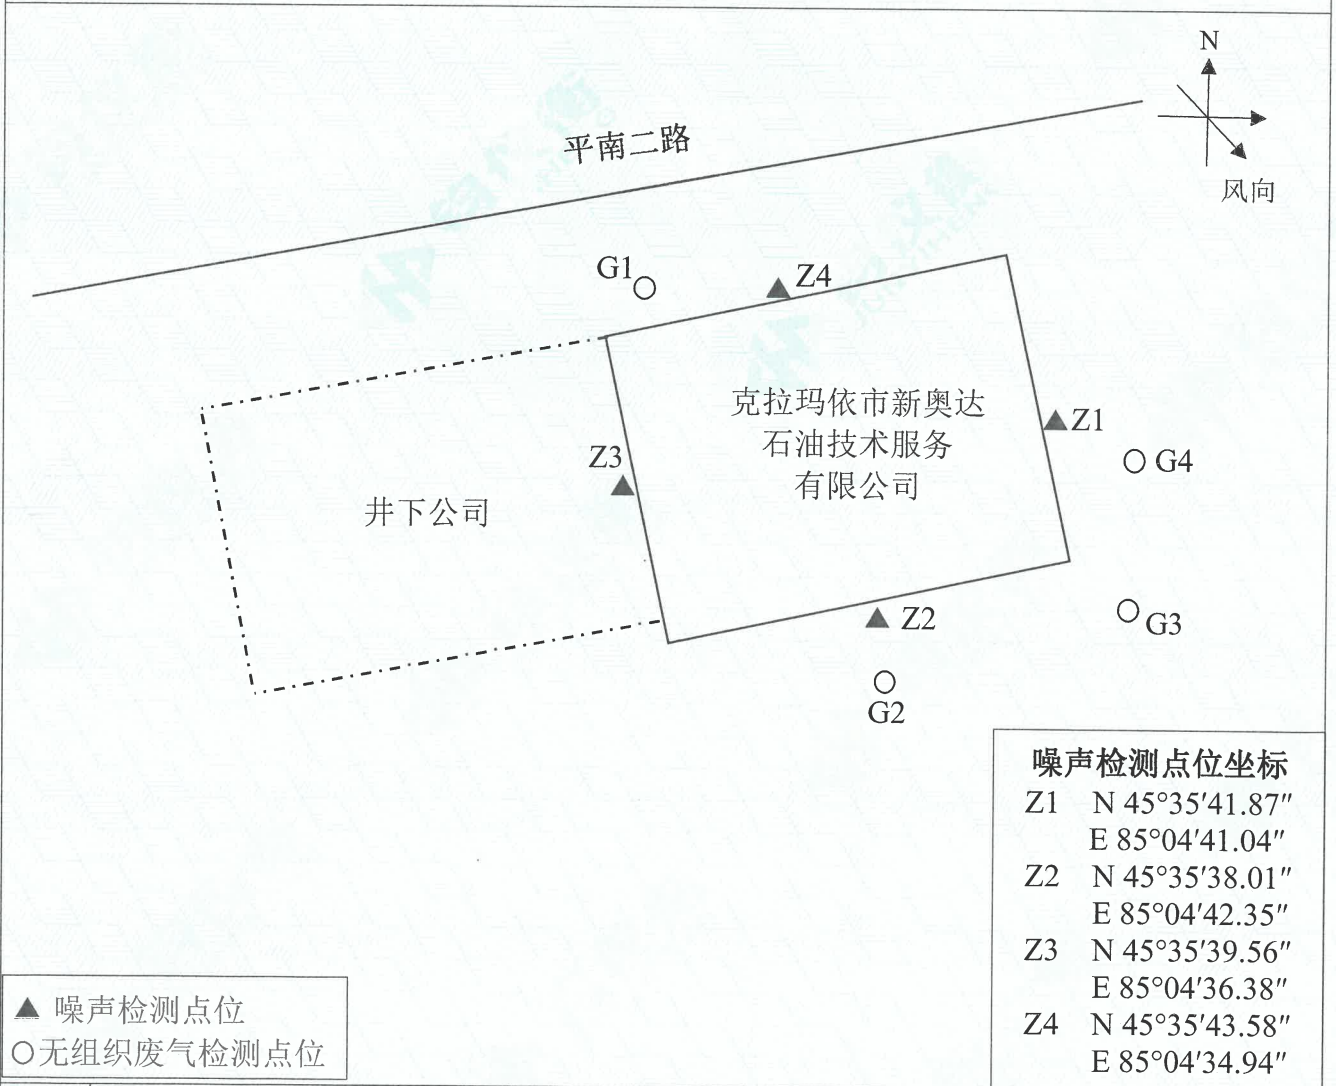 N
风向
平南二路
G1
Z4
克拉玛依市新奥达
石油技术服务
有限公司
Z1
G4
Z3
井下公司
Z2
G3
G2
噪声检测点位坐标
Z1 N 45°35′41.87″
E 85°04′41.04″
Z2 N 45°35′38.01″
E 85°04′42.35″
Z3 N 45°35′39.56″
E 85°04′36.38″
Z4 N 45°35′43.58″
E 85°04′34.94″
▲ 噪声检测点位
○无组织废气检测点位